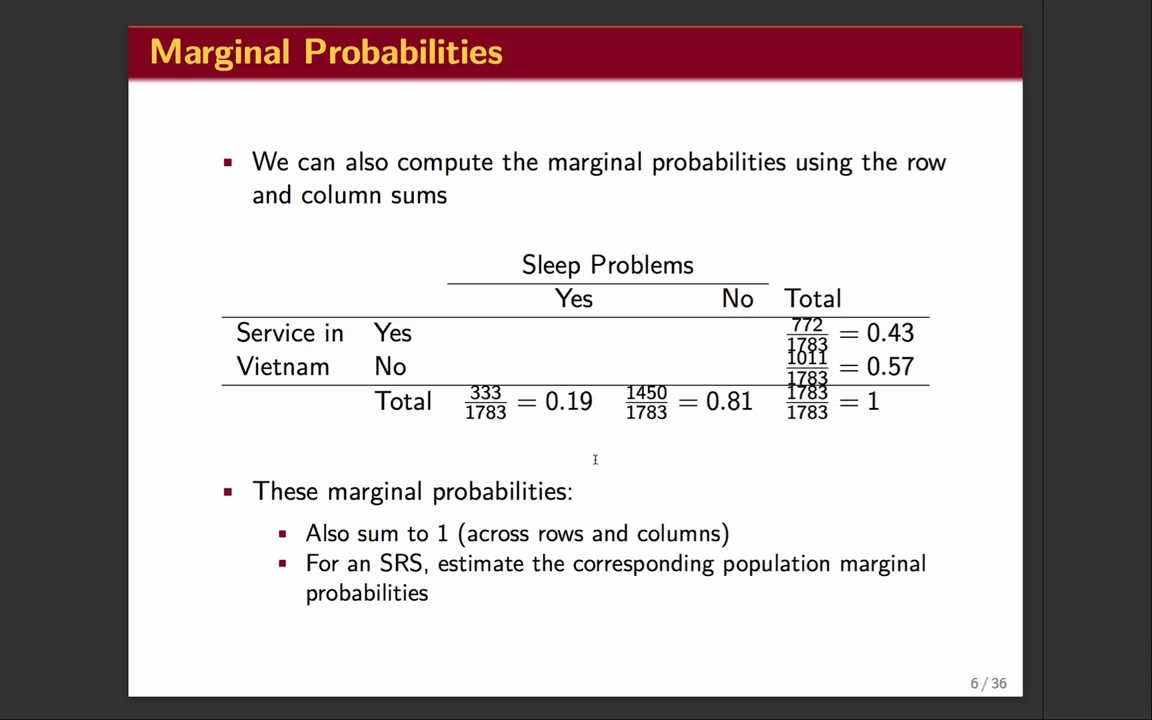 Marginal Probabilities
▪ We can also compute the marginal probabilities using the row
and column sums
Sleep Problems
Yes No Total
Service in Yes 772/1783 = 0.43
Vietnam No 1011/1783 = 0.57
Total 333/1783 = 0.19 1450/1783 = 0.81 1783/1783 = 1
▪ These marginal probabilities:
▪ Also sum to 1 (across rows and columns)
▪ For an SRS, estimate the corresponding population marginal
probabilities
6 / 36